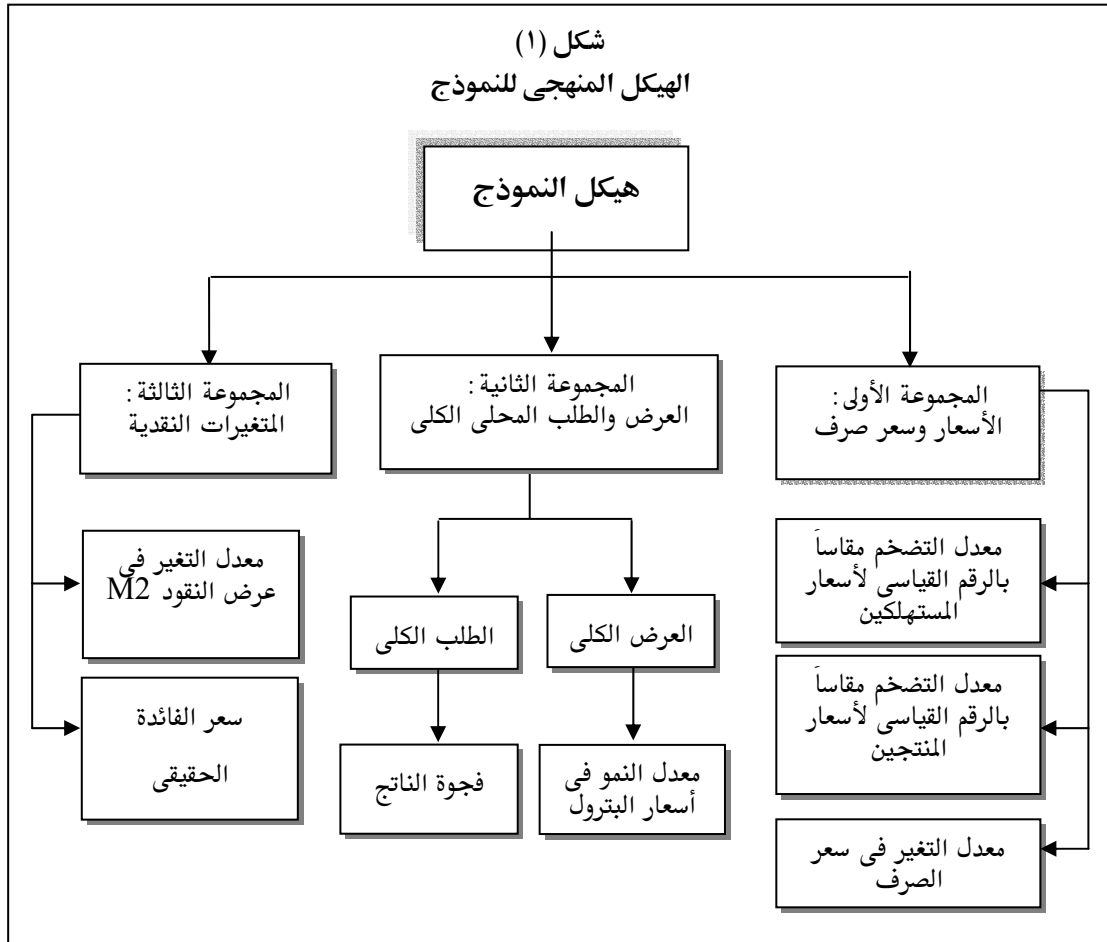 شكل (١)
الهيكل المنهجى للنموذج
هيكل النموذج
المجموعة الأولى:
الأسعار وسعر صرف
معدل التضخم مقاساً
بالرقم القياسى لأسعار
المستهلكين
معدل التضخم مقاساً
بالرقم القياسى لأسعار
المنتجين
معدل التغير فى سعر
الصرف
المجموعة الثانية:
العرض والطلب المحلى الكلى
العرض الكلى
معدل النمو فى
أسعار البترول
الطلب الكلى
فجوة الناتج
المجموعة الثالثة:
المتغيرات النقدية
معدل التغير فى
عرض النقود M2
سعر الفائدة
الحقيقى